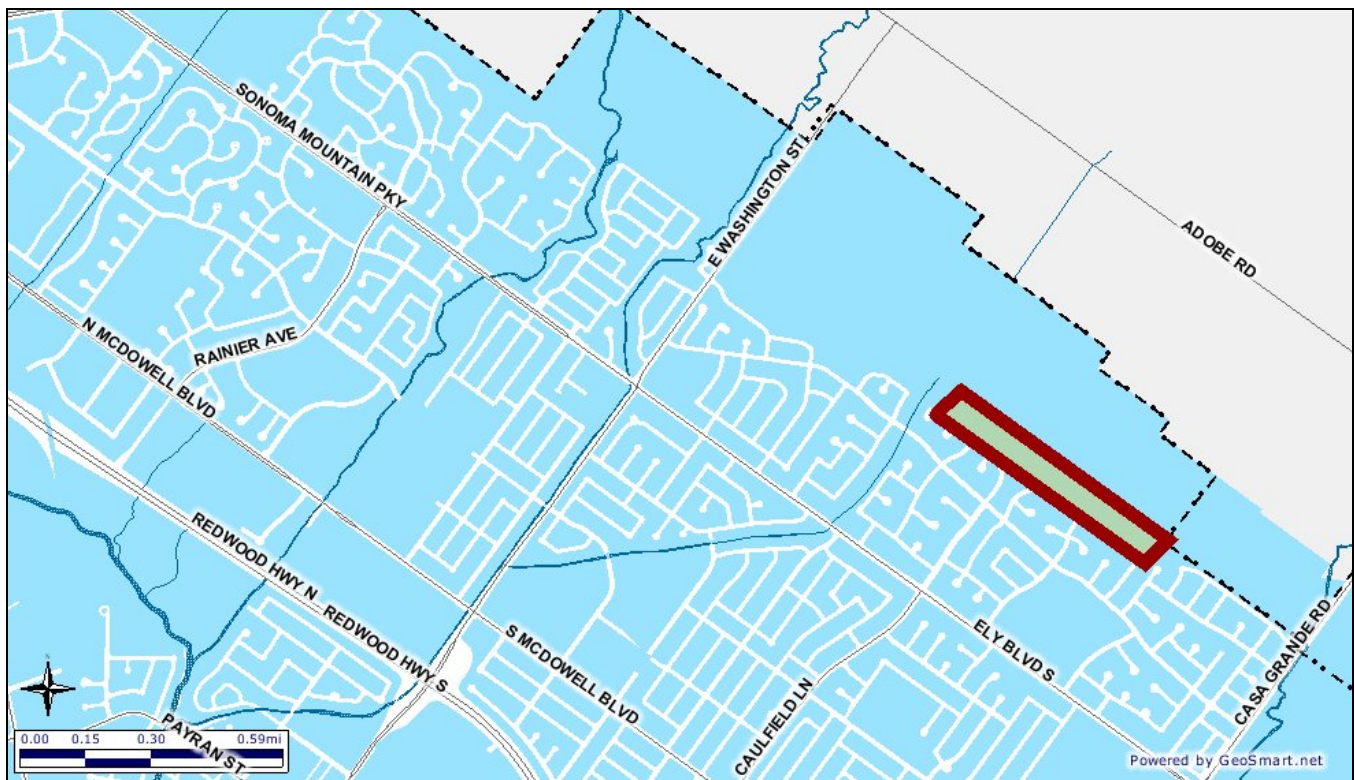 SONOMA MOUNTAIN PKY
E WASHINGTON ST
ADOBE RD
N MCDOWELL BLVD
RAINIER AVE
REDWOOD HWY N
REDWOOD HWY S
S MCDOWELL BLVD
ELY BLVD S
CAULFIELD LN
CASA GRANDE RD
PAYRAN ST
0.00 0.15 0.30 0.59mi
Powered by GeoSmart.net